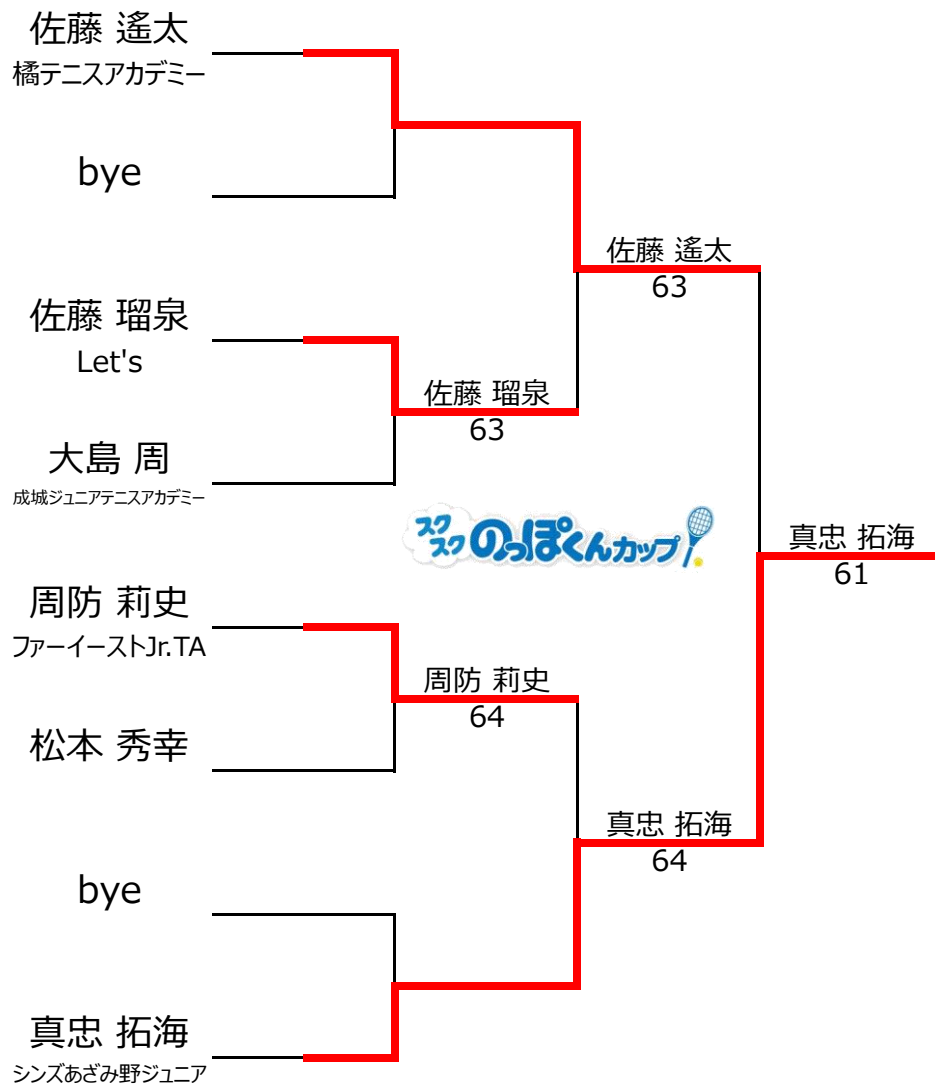 佐藤 遙太
橘テニスアカデミー
bye
佐藤 遙太
63
佐藤 瑠泉
Let's
佐藤 瑠泉
63
大島 周
成城ジュニアテニスアカデミー
スクスク のっぽくんカップ
真忠 拓海
61
周防 莉史
ファーイーストJr.TA
周防 莉史
64
松本 秀幸
真忠 拓海
64
bye
真忠 拓海
シンズあざみ野ジュニア